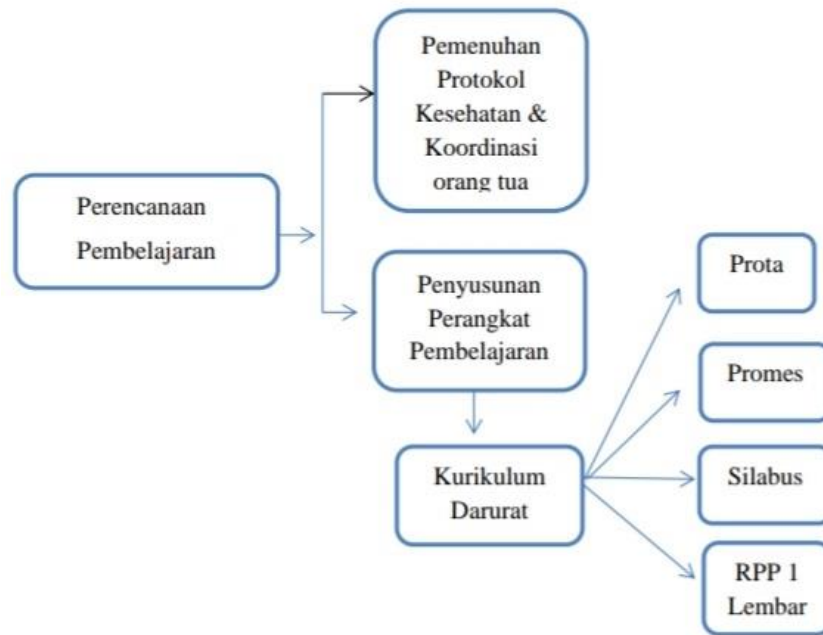 Pemenuhan
Protokol
Kesehatan &
Koordinasi
orang tua
Perencanaan
Pembelajaran
Penyusunan
Perangkat
Pembelajaran
Kurikulum
Darurat
Prota
Promes
Silabus
RPP 1
Lembar